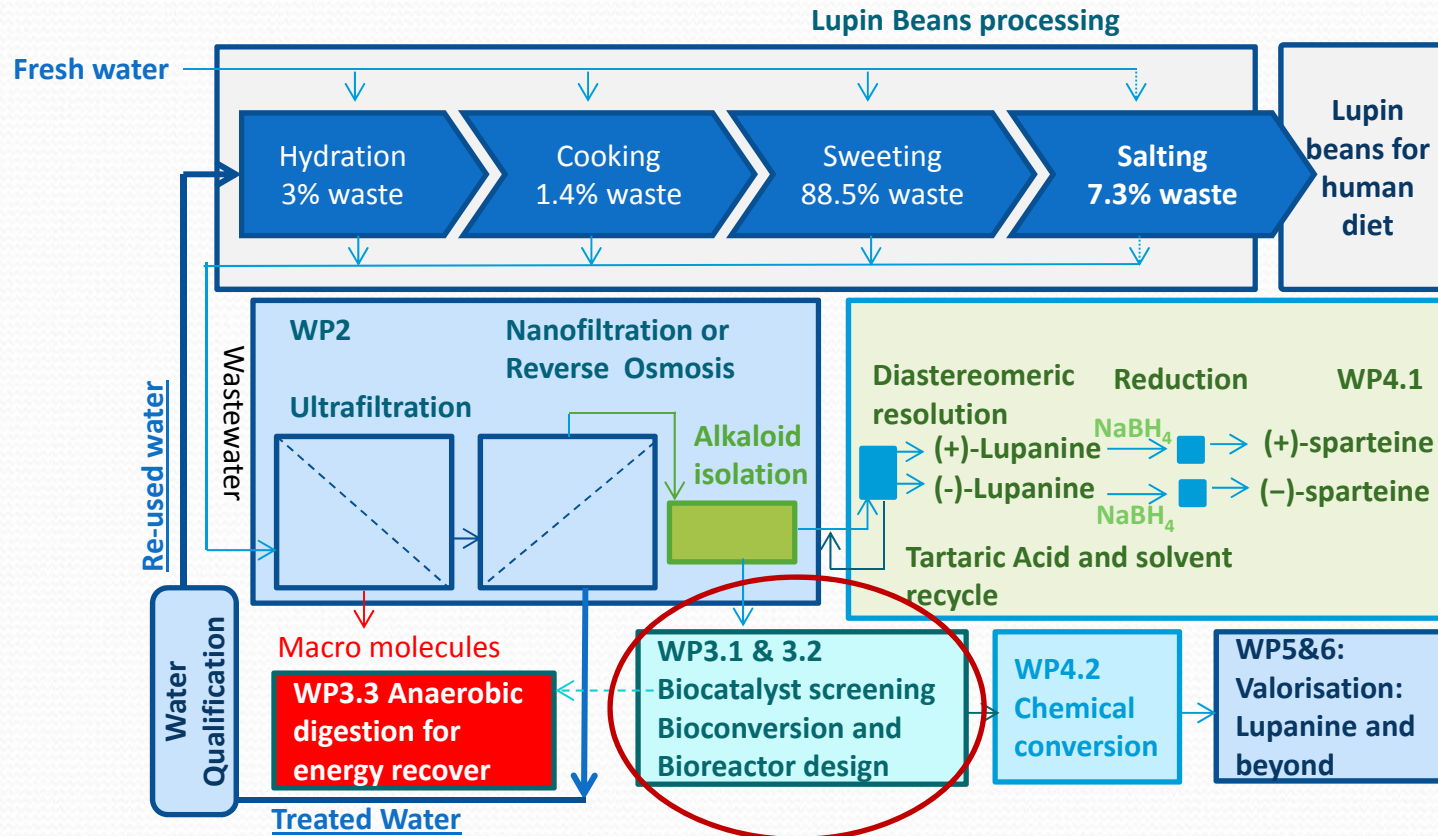 Lupin Beans processing
Fresh water
Hydration
3% waste
Cooking
1.4% waste
Sweeting
88.5% waste
Salting
7.3% waste
Lupin
beans for
human
diet
Re-used water
Wastewater
WP2
Nanofiltration or
Reverse Osmosis
Ultrafiltration
Alkaloid
isolation
Diastereomeric
resolution
Reduction
WP4.1
(+)-Lupanine
NaBH4
(+)-sparteine
(-)-Lupanine
NaBH4
(–)-sparteine
Tartaric Acid and solvent
recycle
Water
Qualification
Macro molecules
WP3.3 Anaerobic
digestion for
energy recover
WP3.1 & 3.2
Biocatalyst screening
Bioconversion and
Bioreactor design
WP4.2
Chemical
conversion
WP5&6:
Valorisation:
Lupanine and
beyond
Treated Water